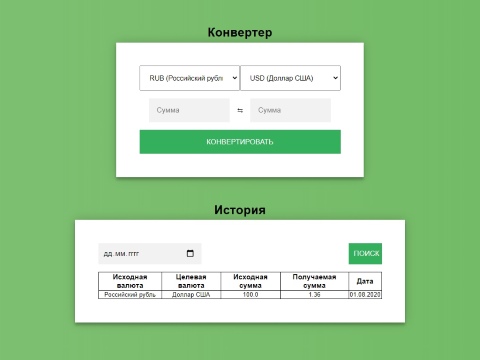 Конвертер
RUB (Российский рубль USD (Доллар США)
Сумма ⇆ Сумма
КОНВЕРТИРОВАТЬ
История
дд.мм.гггг ПОИСК
Исходная валюта Целевая валюта Исходная сумма Получаемая сумма Дата
Российский рубль Доллар США 100.0 1.36 01.08.2020